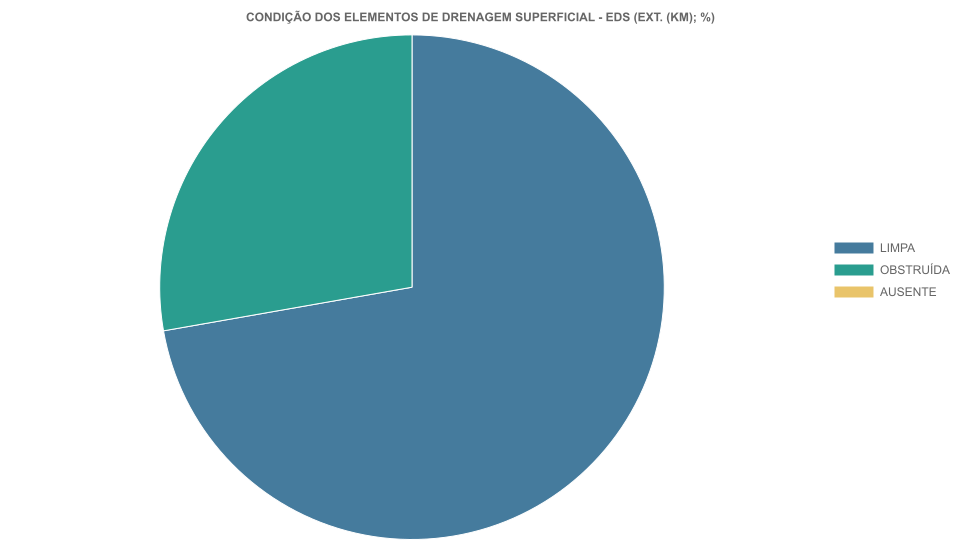 CONDIÇÃO DOS ELEMENTOS DE DRENAGEM SUPERFICIAL - EDS (EXT. (KM); %)
LIMPA
OBSTRUÍDA
AUSENTE